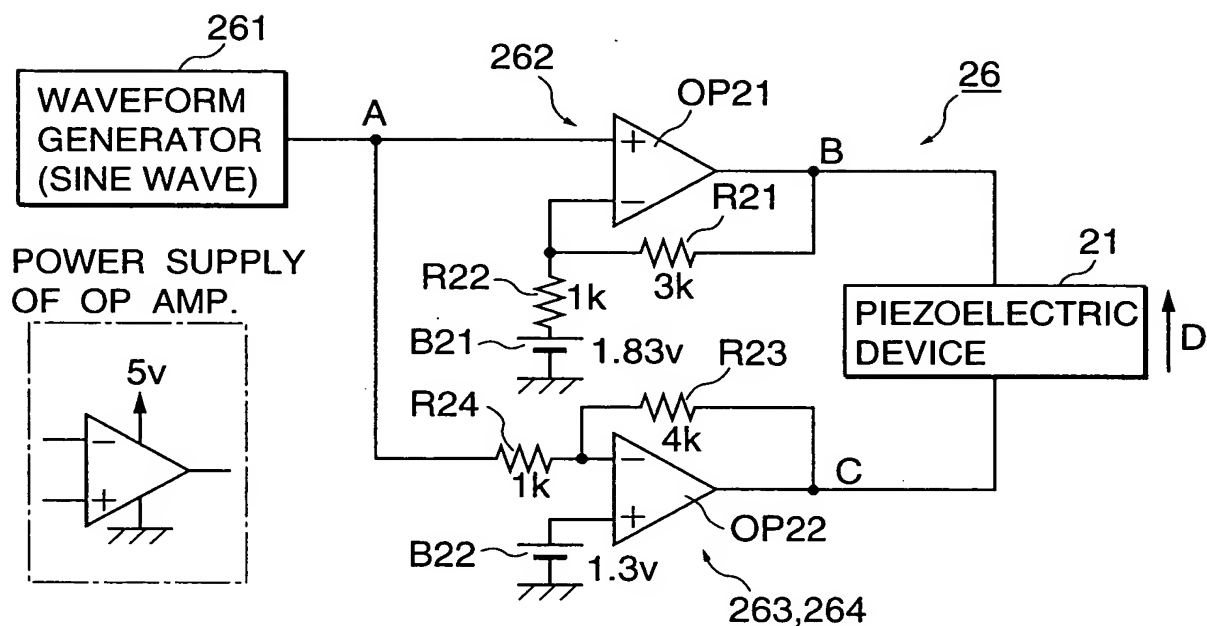 261
WAVEFORM
GENERATOR
(SINE WAVE)
A
262
+
−
OP21
B
26
R21
3k
R22
1k
B21
1.83v
21
PIEZOELECTRIC
DEVICE
D
POWER SUPPLY
OF OP AMP.
5v
−
+
R24
1k
R23
4k
−
+
C
OP22
B22
1.3v
263,264